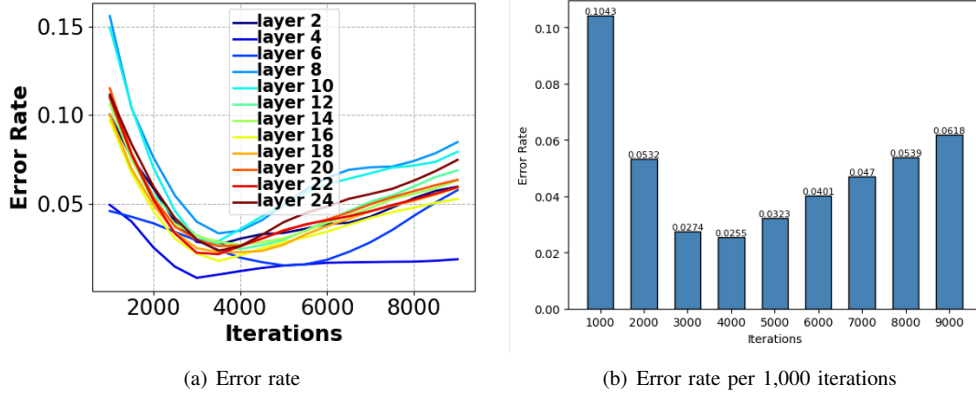 0.15
0.10
0.05
Error Rate
2000 4000 6000 8000
Iterations
layer 2
layer 4
layer 6
layer 8
layer 10
layer 12
layer 14
layer 16
layer 18
layer 20
layer 22
layer 24
(a) Error rate
0.10
0.08
0.06
0.04
0.02
0.00
Error Rate
0.1043
0.0532
0.0274
0.0255
0.0323
0.0401
0.047
0.0539
0.0618
1000 2000 3000 4000 5000 6000 7000 8000 9000
Iterations
(b) Error rate per 1,000 iterations